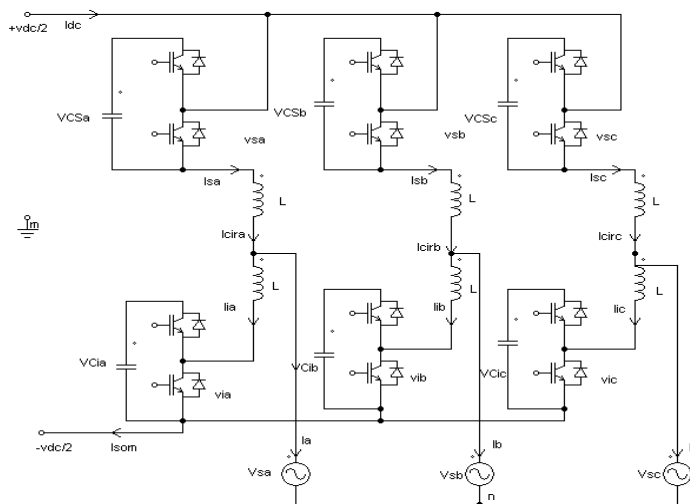 +vdc/2
Idc
VCSa
VCSb
VCSc
vsa
vsb
vsc
Isa
Isb
Isc
L
L
L
m
Icira
Icirb
Icirc
L
L
L
Iia
Iib
Iic
VCia
VCib
VCic
via
vib
vic
-vdc/2
Isom
Ia
Ib
Vsa
Vsb
Vsc
n